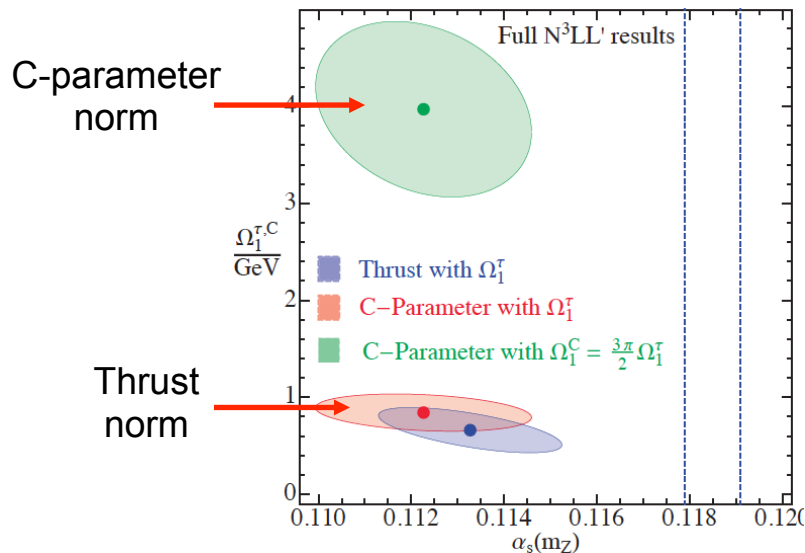 Full N³LL' results
C-parameter
norm
4
3
Ω₁^{τ,C}
GeV
Thrust with Ω₁^τ
2
C−Parameter with Ω₁^τ
C−Parameter with Ω₁^C = 3π/2 Ω₁^τ
1
Thrust
norm
0
0.110 0.112 0.114 0.116 0.118 0.120
αₛ(m_Z)